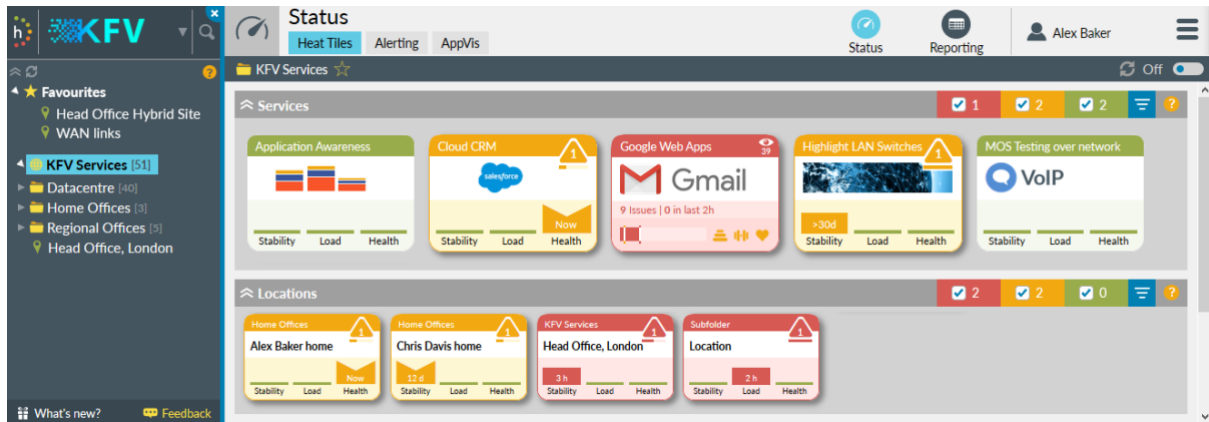 h
KFV
Status
Heat Tiles
Alerting
AppVis
Status
Reporting
Alex Baker
KFV Services
Off
Favourites
Head Office Hybrid Site
WAN links
KFV Services [51]
Datacentre [40]
Home Offices [3]
Regional Offices [5]
Head Office, London
What's new?
Feedback
Services
1
2
2
?
Application Awareness
Stability Load Health
Cloud CRM
1
salesforce
Now
Stability Load Health
Google Web Apps
39
Gmail
9 Issues | 0 in last 2h
Highlight LAN Switches
1
>30d
Stability Load Health
MOS Testing over network
VoIP
Stability Load Health
Locations
2
2
0
?
Home Offices
1
Alex Baker home
Now
Stability Load Health
Home Offices
1
Chris Davis home
12 d
Stability Load Health
KFV Services
1
Head Office, London
3 h
Stability Load Health
Subfolder
1
Location
2 h
Stability Load Health